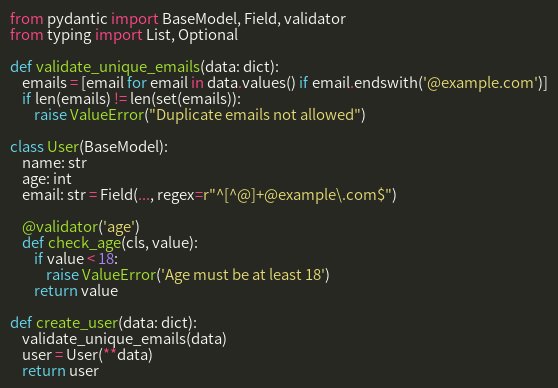 from pydantic import BaseModel, Field, validator
from typing import List, Optional

def validate_unique_emails(data: dict):
    emails = [email for email in data.values() if email.endswith('@example.com')]
    if len(emails) != len(set(emails)):
        raise ValueError("Duplicate emails not allowed")

class User(BaseModel):
    name: str
    age: int
    email: str = Field(..., regex=r"^[^@]+@example\.com$")

    @validator('age')
    def check_age(cls, value):
        if value < 18:
            raise ValueError('Age must be at least 18')
        return value

def create_user(data: dict):
    validate_unique_emails(data)
    user = User(**data)
    return user